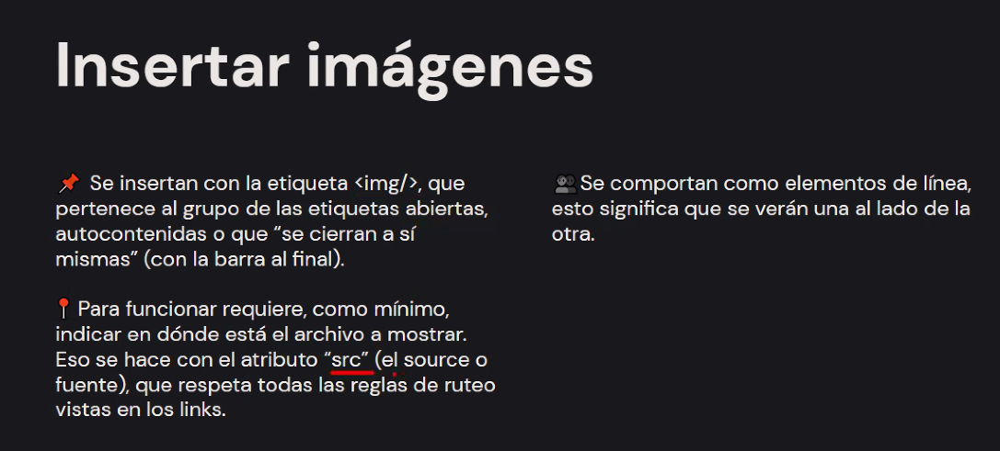 Insertar imágenes
📌 Se insertan con la etiqueta <img/>, que
pertenece al grupo de las etiquetas abiertas,
autocontenidas o que “se cierran a sí
mismas” (con la barra al final).
📍Para funcionar requiere, como mínimo,
indicar en dónde está el archivo a mostrar.
Eso se hace con el atributo “src” (el source o
fuente), que respeta todas las reglas de ruteo
vistas en los links.
👥Se comportan como elementos de línea,
esto significa que se verán una al lado de la
otra.